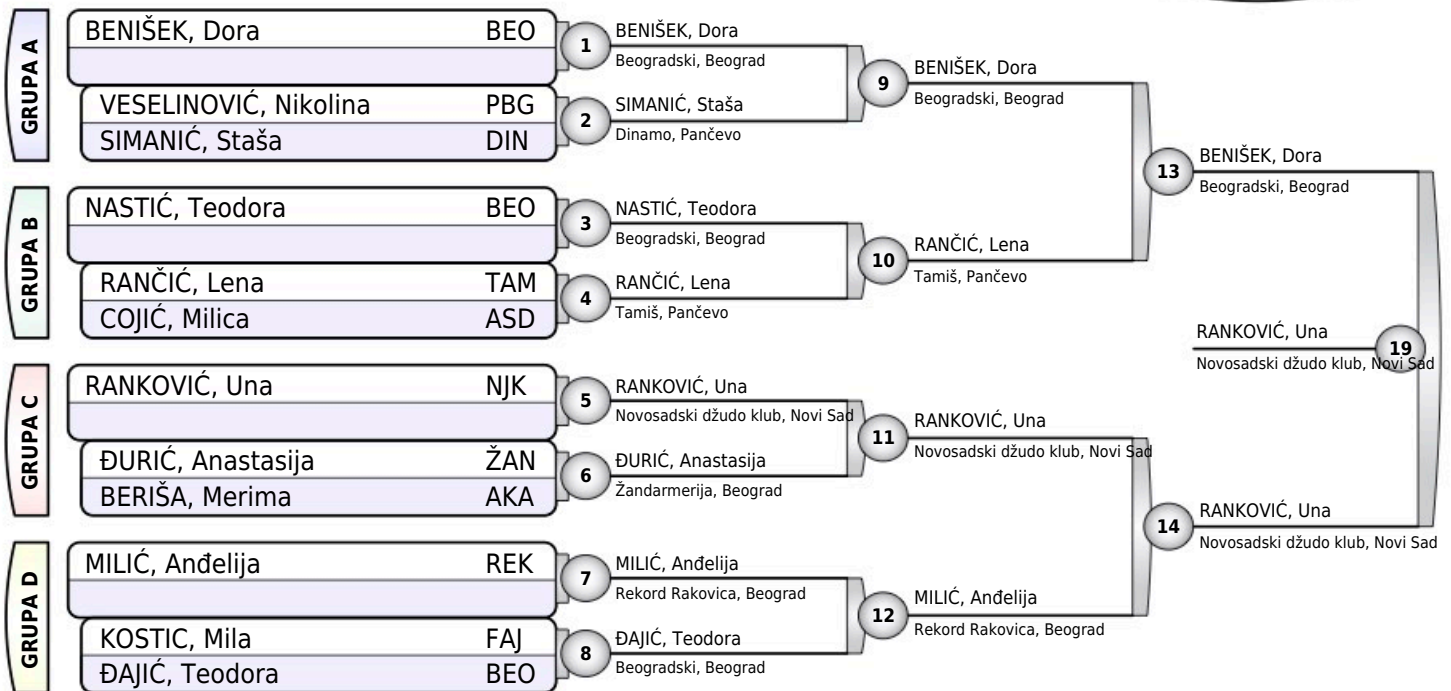 GRUPA A
BENIŠEK, Dora BEO
VESELINOVIĆ, Nikolina PBG
SIMANIĆ, Staša DIN
GRUPA B
NASTIĆ, Teodora BEO
RANČIĆ, Lena TAM
COJIĆ, Milica ASD
GRUPA C
RANKOVIĆ, Una NJK
ĐURIĆ, Anastasija ŽAN
BERIŠA, Merima AKA
GRUPA D
MILIĆ, Anđelija REK
KOSTIC, Mila FAJ
ĐAJIĆ, Teodora BEO
1
BENIŠEK, Dora
Beogradski, Beograd
2
SIMANIĆ, Staša
Dinamo, Pančevo
3
NASTIĆ, Teodora
Beogradski, Beograd
4
RANČIĆ, Lena
Tamiš, Pančevo
5
RANKOVIĆ, Una
Novosadski džudo klub, Novi Sad
6
ĐURIĆ, Anastasija
Žandarmerija, Beograd
7
MILIĆ, Anđelija
Rekord Rakovica, Beograd
8
ĐAJIĆ, Teodora
Beogradski, Beograd
9
BENIŠEK, Dora
Beogradski, Beograd
10
RANČIĆ, Lena
Tamiš, Pančevo
11
RANKOVIĆ, Una
Novosadski džudo klub, Novi Sad
12
MILIĆ, Anđelija
Rekord Rakovica, Beograd
13
BENIŠEK, Dora
Beogradski, Beograd
14
RANKOVIĆ, Una
Novosadski džudo klub, Novi Sad
RANKOVIĆ, Una
19
Novosadski džudo klub, Novi Sad